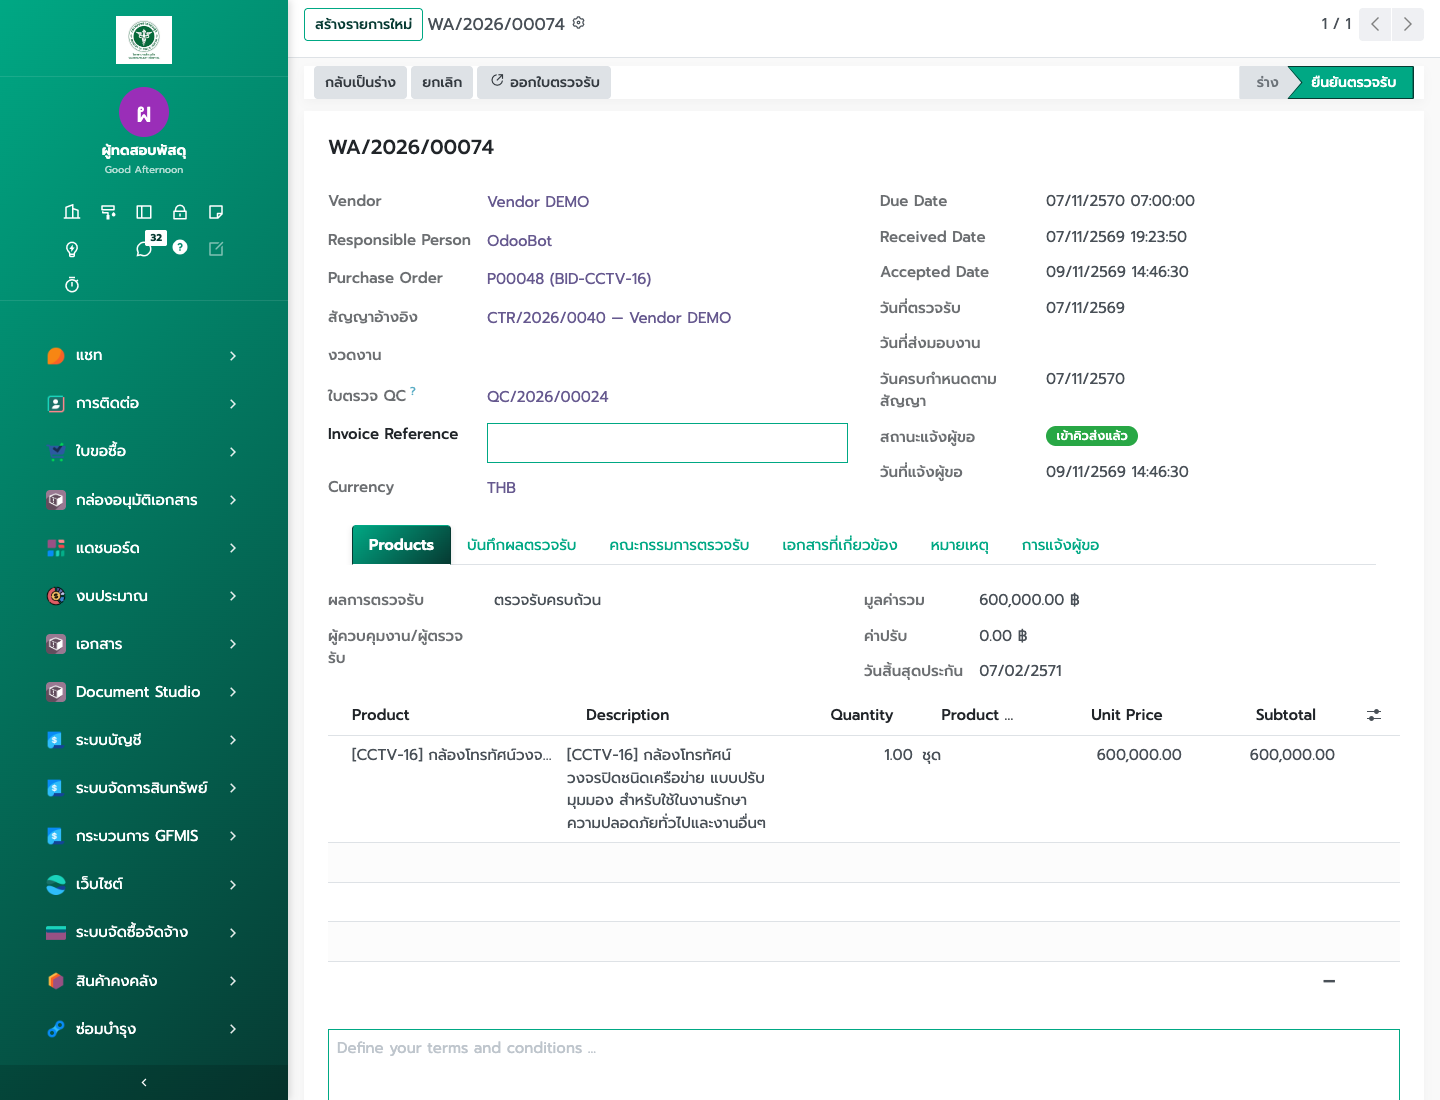 ผ
ผู้ทดสอบพัสดุ
Good Afternoon
32
?
แชท
การติดต่อ
ใบขอซื้อ
กล่องอนุมัติเอกสาร
แดชบอร์ด
งบประมาณ
เอกสาร
Document Studio
ระบบบัญชี
ระบบจัดการสินทรัพย์
กระบวนการ GFMIS
เว็บไซต์
ระบบจัดซื้อจัดจ้าง
สินค้าคงคลัง
ซ่อมบำรุง
สร้างรายการใหม่ WA/2026/00074
1 / 1
กลับเป็นร่าง ยกเลิก ออกใบตรวจรับ
ร่าง ยืนยันตรวจรับ
WA/2026/00074
Vendor Vendor DEMO
Responsible Person OdooBot
Purchase Order P00048 (BID-CCTV-16)
สัญญาอ้างอิง CTR/2026/0040 — Vendor DEMO
งวดงาน
ใบตรวจ QC ? QC/2026/00024
Invoice Reference
Currency THB
Due Date 07/11/2570 07:00:00
Received Date 07/11/2569 19:23:50
Accepted Date 09/11/2569 14:46:30
วันที่ตรวจรับ 07/11/2569
วันที่ส่งมอบงาน
วันครบกำหนดตาม 07/11/2570
สัญญา
สถานะแจ้งผู้ขอ เข้าคิวส่งแล้ว
วันที่แจ้งผู้ขอ 09/11/2569 14:46:30
Products บันทึกผลตรวจรับ คณะกรรมการตรวจรับ เอกสารที่เกี่ยวข้อง หมายเหตุ การแจ้งผู้ขอ
ผลการตรวจรับ ตรวจรับครบถ้วน
ผู้ควบคุมงาน/ผู้ตรวจ
รับ
มูลค่ารวม 600,000.00 ฿
ค่าปรับ 0.00 ฿
วันสิ้นสุดประกัน 07/02/2571
Product Description Quantity Product ... Unit Price Subtotal
[CCTV-16] กล้องโทรทัศน์วงจ... [CCTV-16] กล้องโทรทัศน์ 1.00 ชุด 600,000.00 600,000.00
วงจรปิดชนิดเครือข่าย แบบปรับ
มุมมอง สำหรับใช้ในงานรักษา
ความปลอดภัยทั่วไปและงานอื่นๆ
Define your terms and conditions ...